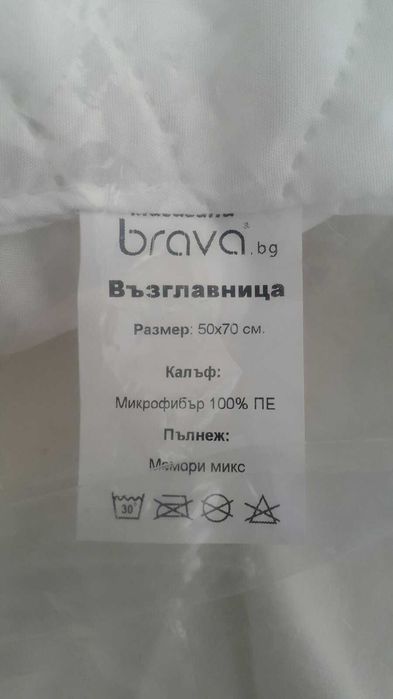 brava.bg
Възглавница
Размер: 50x70 см.
Калъф:
Микрофибър 100% ПЕ
Пълнеж:
Мемори микс
30°